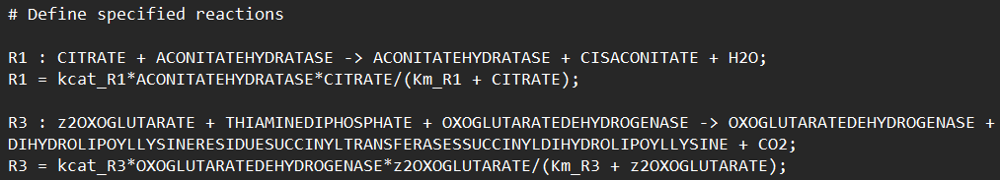 # Define specified reactions
R1 : CITRATE + ACONITATEHYDRATASE -> ACONITATEHYDRATASE + CISACONITATE + H2O;
R1 = kcat_R1*ACONITATEHYDRATASE*CITRATE/(Km_R1 + CITRATE);
R3 : z2OXOGLUTARATE + THIAMINEDIPHOSPHATE + OXOGLUTARATEDEHYDROGENASE -> OXOGLUTARATEDEHYDROGENASE +
DIHYDROLIPOYLLYSINERESIDUESUCCINYLTRANSFERASESSUCCINYLDIHYDROLIPOYLLYSINE + CO2;
R3 = kcat_R3*OXOGLUTARATEDEHYDROGENASE*z2OXOGLUTARATE/(Km_R3 + z2OXOGLUTARATE);